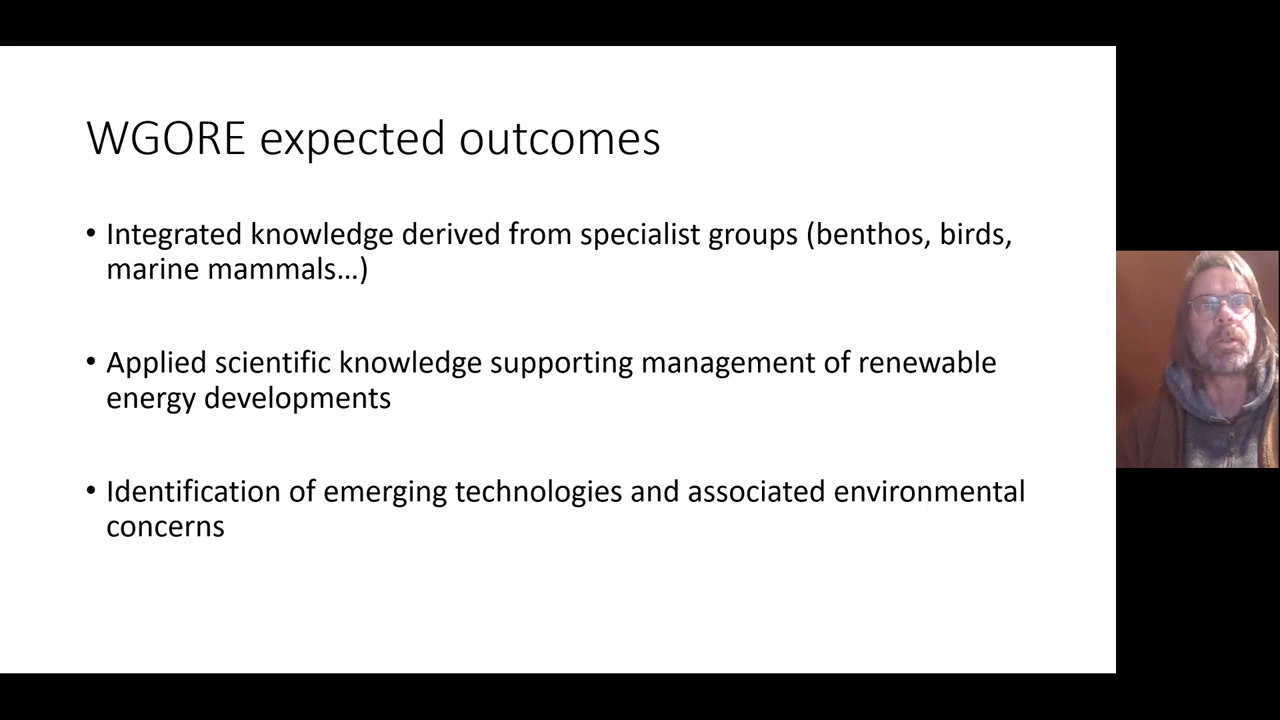 WGORE expected outcomes
• Integrated knowledge derived from specialist groups (benthos, birds,
marine mammals...)
• Applied scientific knowledge supporting management of renewable
energy developments
• Identification of emerging technologies and associated environmental
concerns